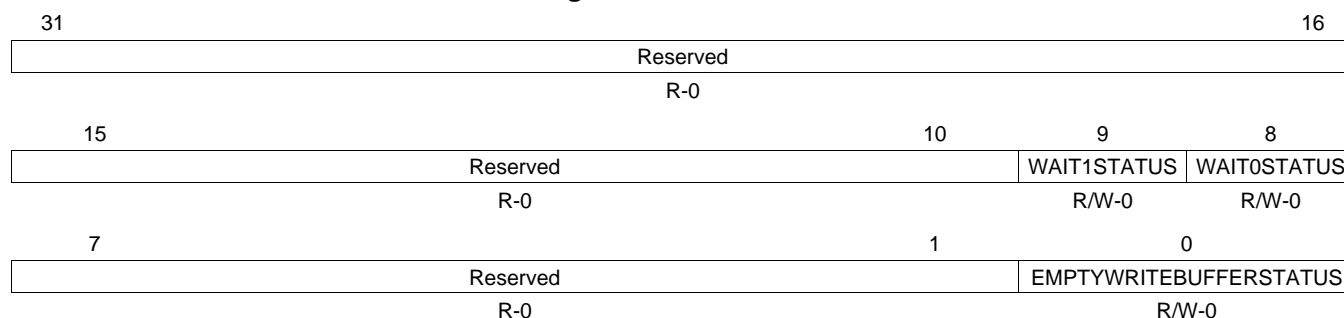 31 16
Reserved
R-0
15 10 9 8
Reserved WAIT1STATUS WAIT0STATUS
R-0 R/W-0 R/W-0
7 1 0
Reserved EMPTYWRITEBUFFERSTATUS
R-0 R/W-0